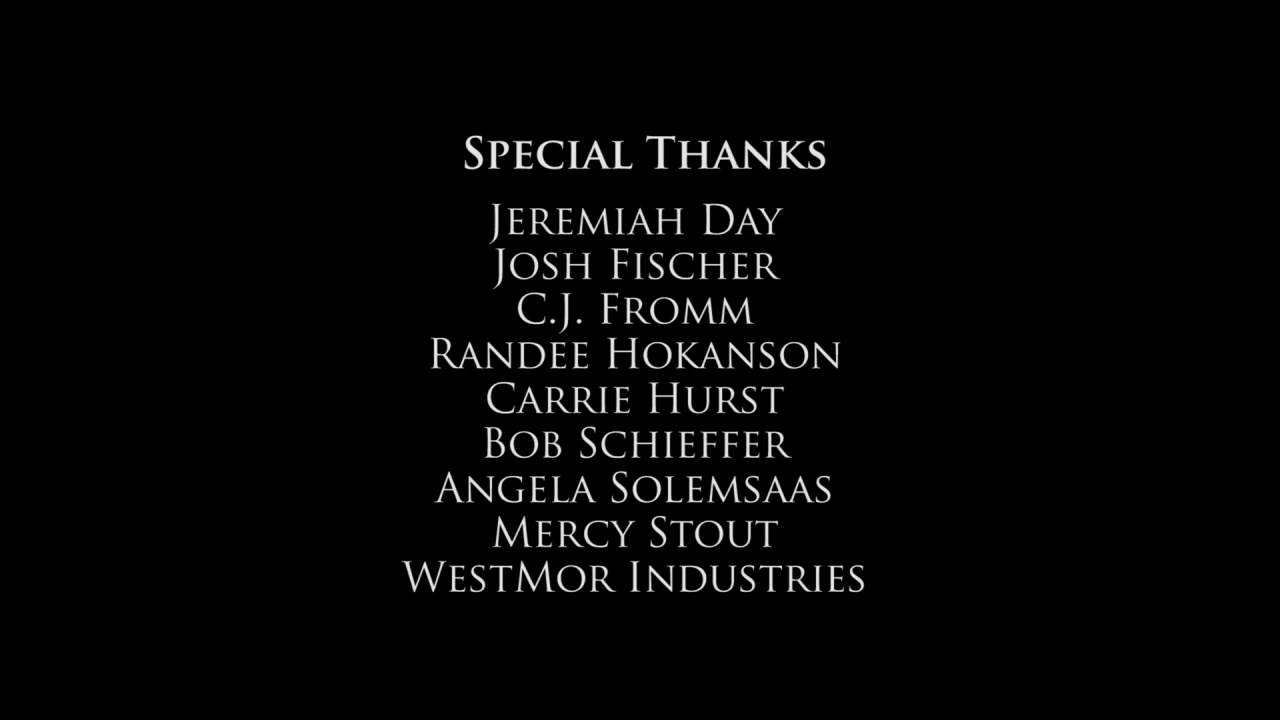 Special Thanks
Jeremiah Day
Josh Fischer
C.J. Fromm
Randee Hokanson
Carrie Hurst
Bob Schieffer
Angela Solemsaas
Mercy Stout
WestMor Industries